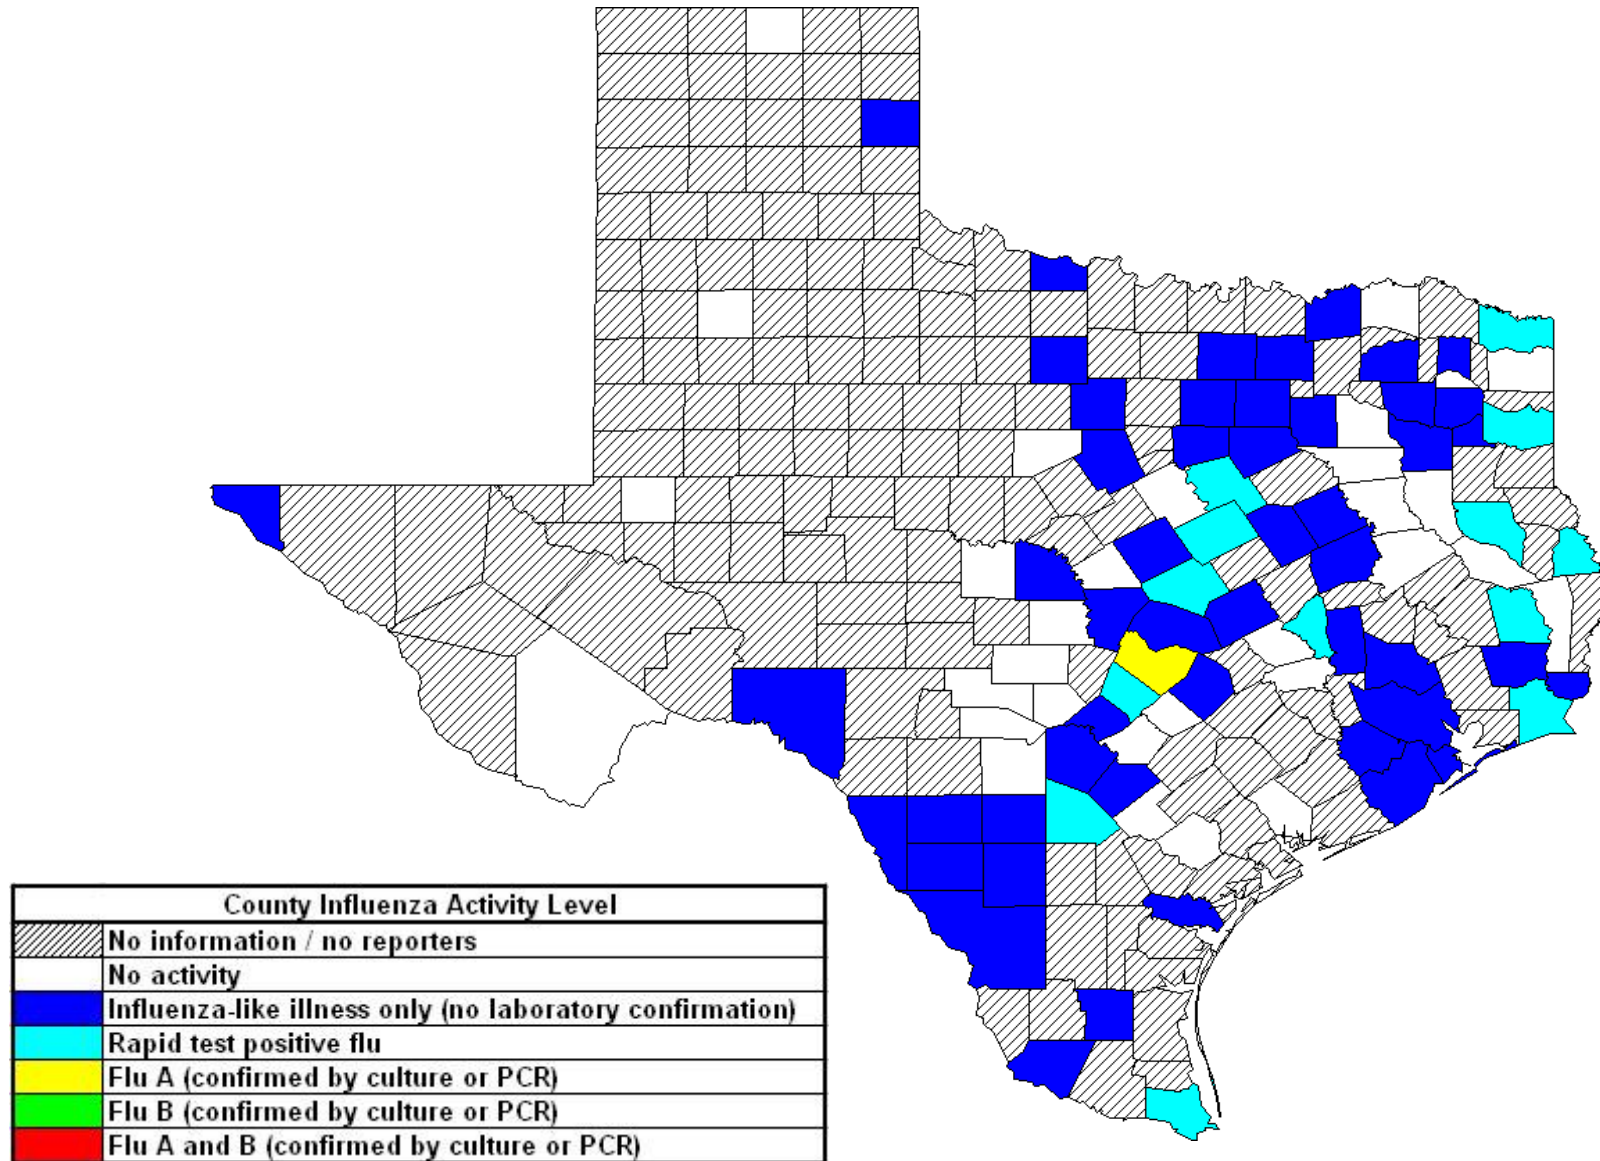 County Influenza Activity Level
No information / no reporters
No activity
Influenza-like illness only (no laboratory confirmation)
Rapid test positive flu
Flu A (confirmed by culture or PCR)
Flu B (confirmed by culture or PCR)
Flu A and B (confirmed by culture or PCR)